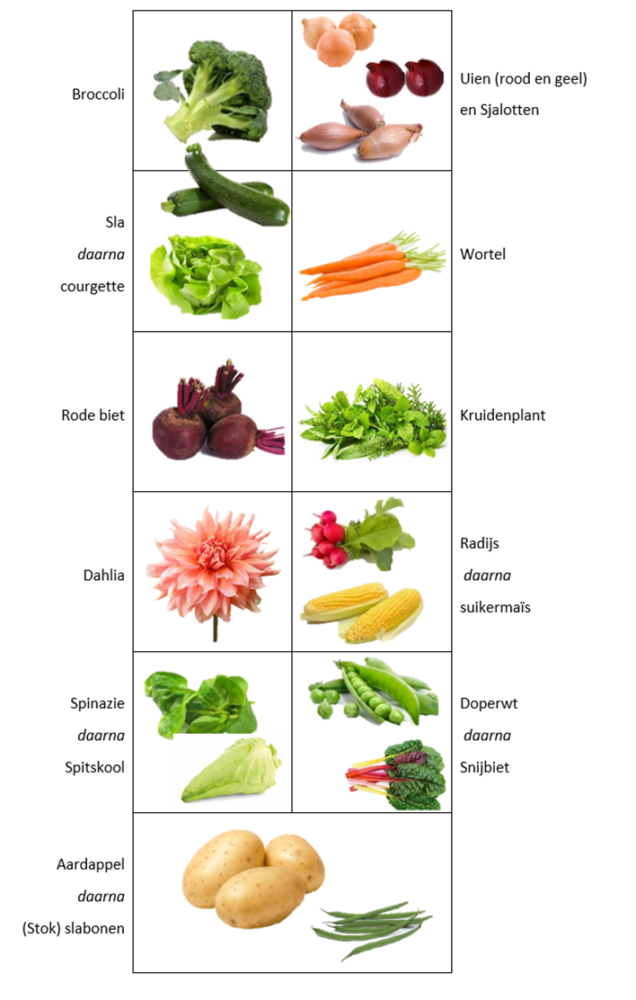 Broccoli
Uien (rood en geel)
en Sjalotten
Sla
daarna
courgette
Wortel
Rode biet
Kruidenplant
Dahlia
Radijs
daarna
suikermaïs
Spinazie
daarna
Spitskool
Doperwt
daarna
Snijbiet
Aardappel
daarna
(Stok) slabonen